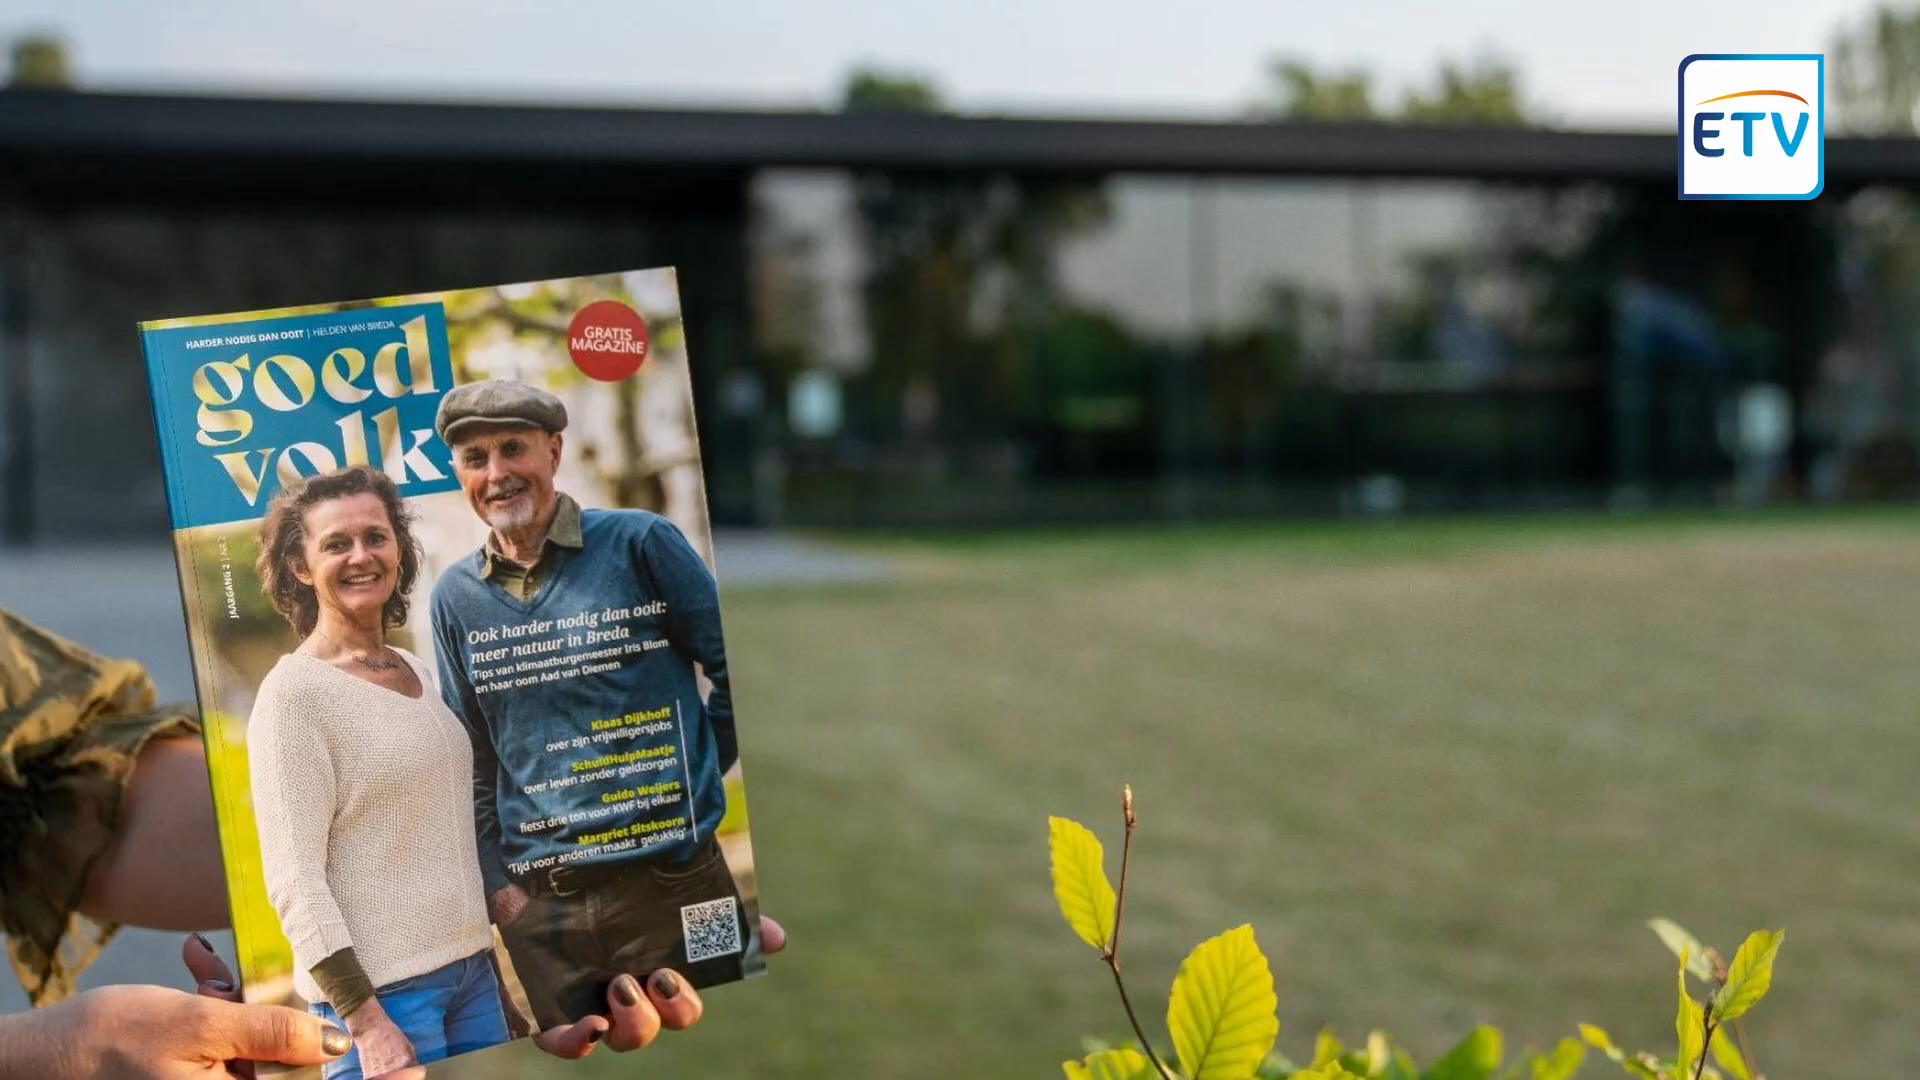 ETV
HARDER NODIG DAN OOIT | HELDEN VAN BREDA
goed
volk
GRATIS
MAGAZINE
JAARGANG 2 | NR 2
Ook harder nodig dan ooit:
meer natuur in Breda
Tips van klimaatburgemeester Iris Blom
en haar oom Aad van Diemen
Klaas Dijkhoff
over zijn vrijwilligersjobs
SchuldHulpMaatje
over leven zonder geldzorgen
Guido Weijers
fietst drie ton voor KWF bij elkaar
Margriet Sitskoorn
'Tijd voor anderen maakt gelukkig'